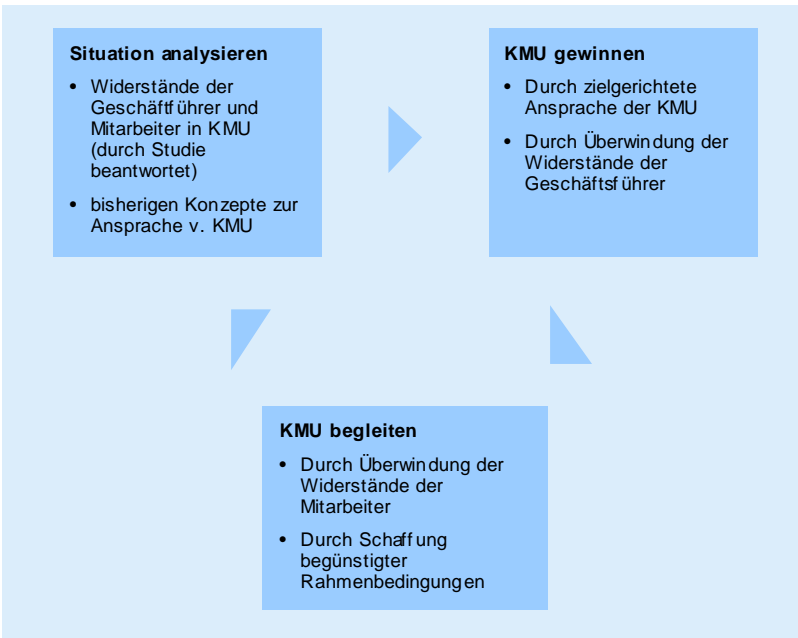 Situation analysieren
• Widerstände der
Geschäftführer und
Mitarbeiter in KMU
(durch Studie
beantwortet)
• bisherigen Konzepte zur
Ansprache v. KMU
KMU gewinnen
• Durch zielgerichtete
Ansprache der KMU
• Durch Überwindung der
Widerstände der
Geschäftsführer
KMU begleiten
• Durch Überwindung der
Widerstände der
Mitarbeiter
• Durch Schaffung
begünstigter
Rahmenbedingungen